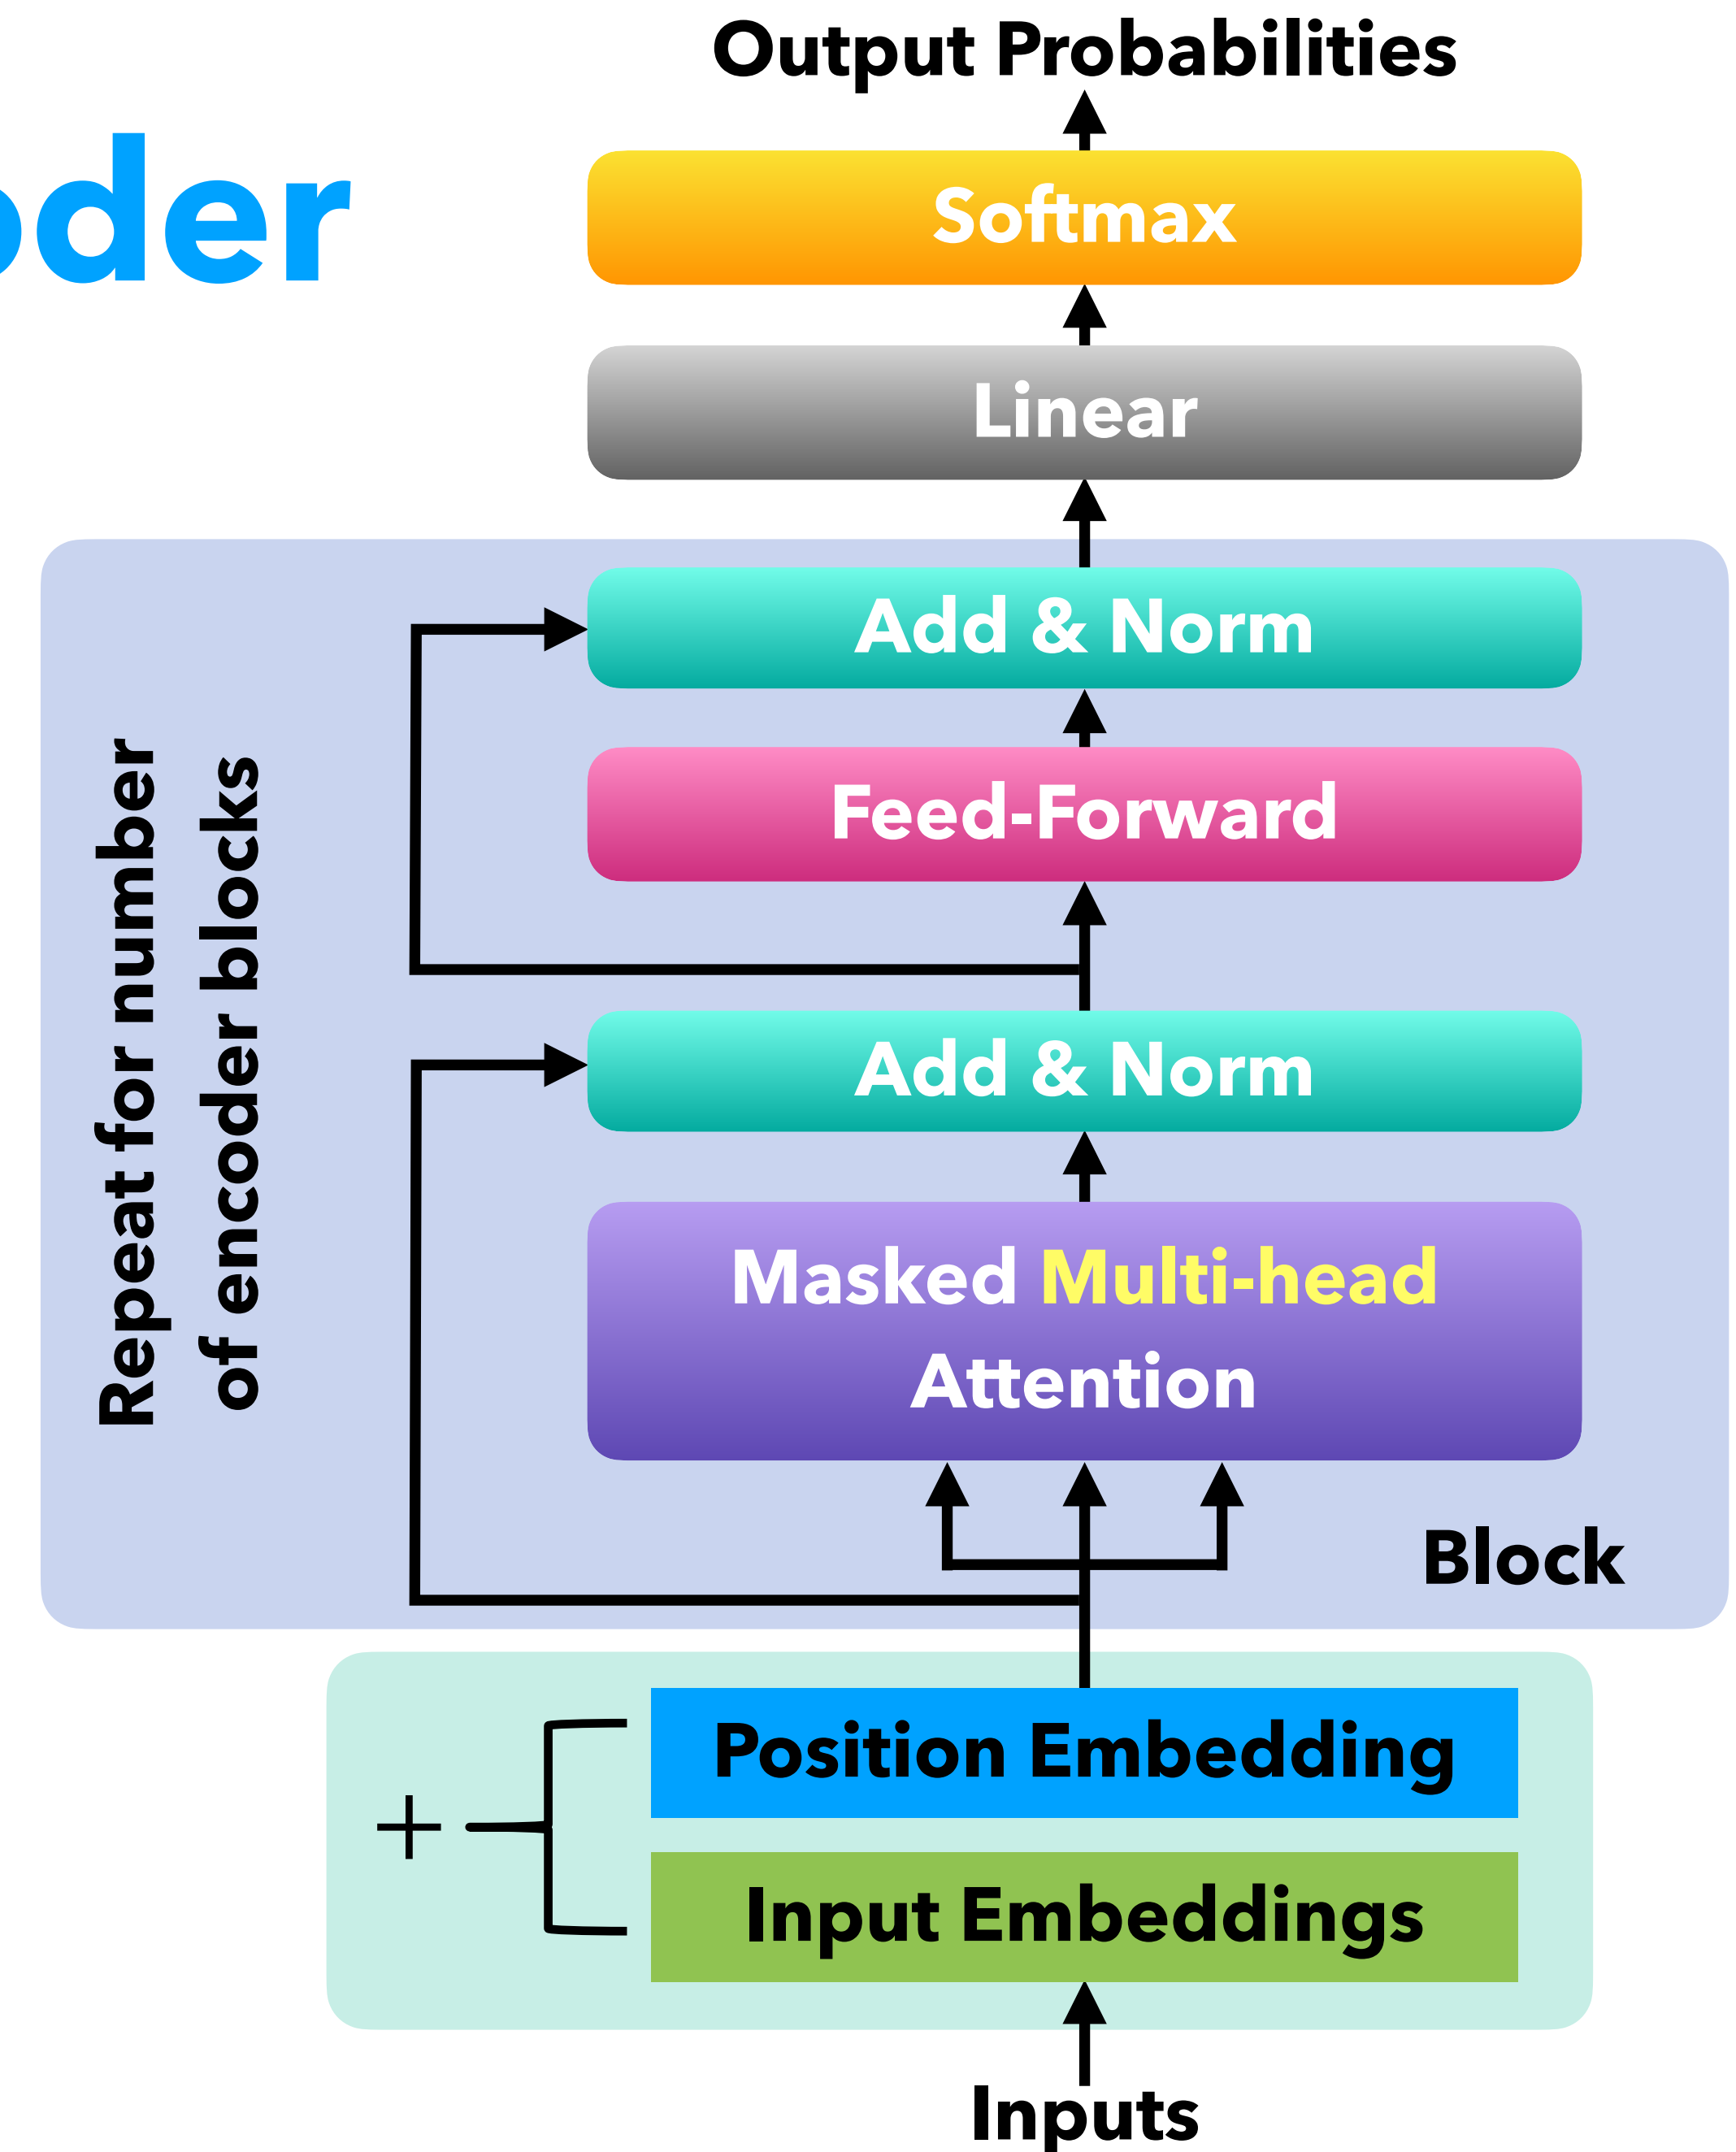 Output Probabilities
oder
Softmax
Linear
Add & Norm
Feed-Forward
Repeat for number
of encoder blocks
Add & Norm
Masked Multi-head
Attention
Block
Position Embedding
+
Input Embeddings
Inputs